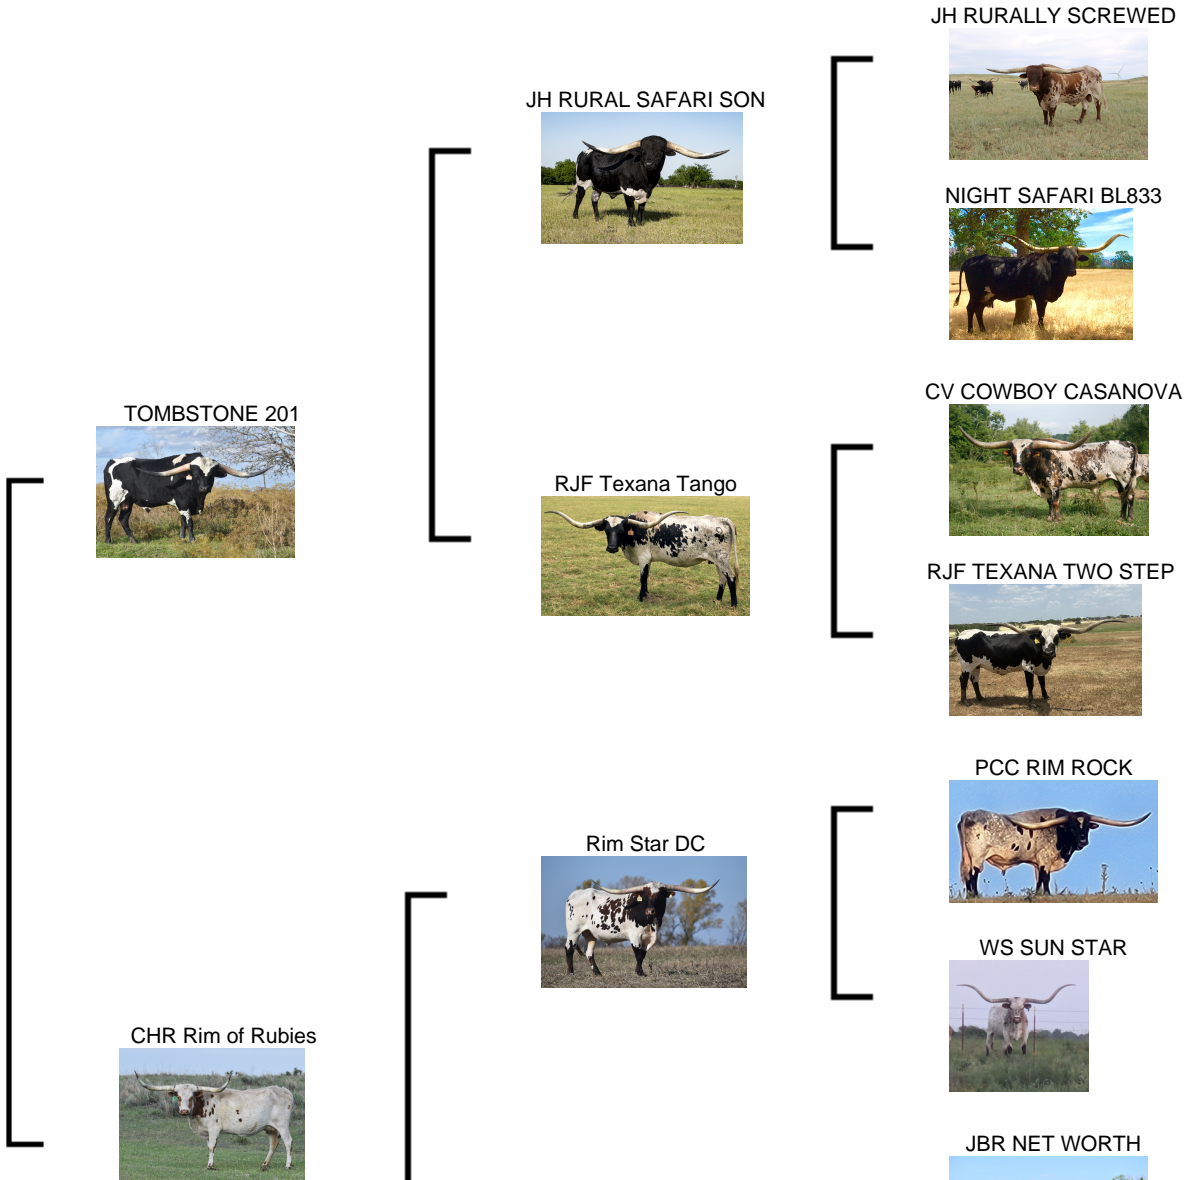 JH RURALLY SCREWED
JH RURAL SAFARI SON
NIGHT SAFARI BL833
CV COWBOY CASANOVA
TOMBSTONE 201
RJF Texana Tango
RJF TEXANA TWO STEP
PCC RIM ROCK
Rim Star DC
WS SUN STAR
CHR Rim of Rubies
JBR NET WORTH